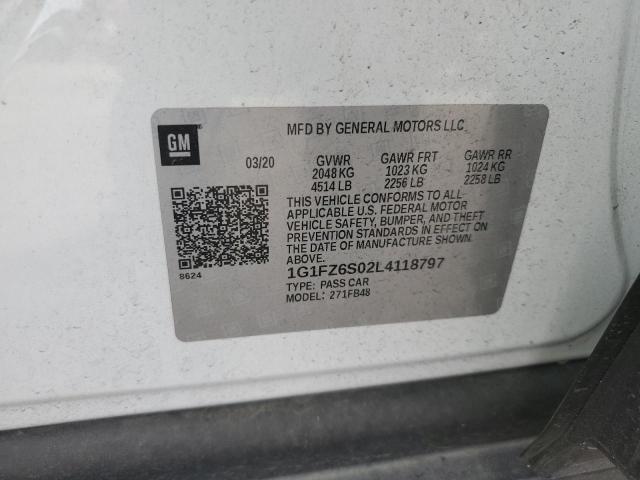 GM
MFD BY GENERAL MOTORS LLC
03/20 GVWR GAWR FRT GAWR RR
2048 KG 1023 KG 1024 KG
4514 LB 2256 LB 2258 LB
THIS VEHICLE CONFORMS TO ALL
APPLICABLE U.S. FEDERAL MOTOR
VEHICLE SAFETY, BUMPER, AND THEFT
PREVENTION STANDARDS IN EFFECT ON
THE DATE OF MANUFACTURE SHOWN
ABOVE.
8624
1G1FZ6S02L4118797
TYPE: PASS CAR
MODEL: 271FB48